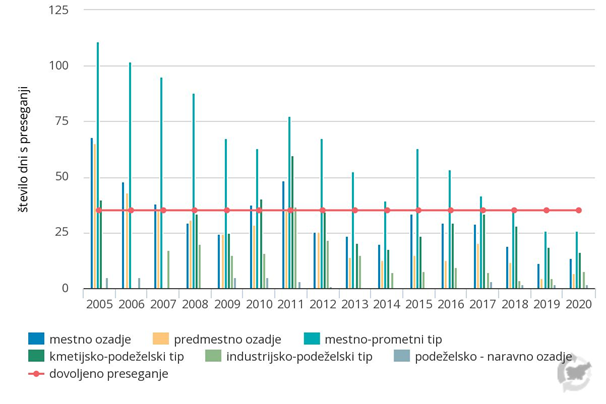 125
100
75
50
25
0
število dni s preseganji
2005 2006 2007 2008 2009 2010 2011 2012 2013 2014 2015 2016 2017 2018 2019 2020
mestno ozadje predmestno ozadje mestno-prometni tip
kmetijsko-podeželski tip industrijsko-podeželski tip podeželsko - naravno ozadje
dovoljeno preseganje